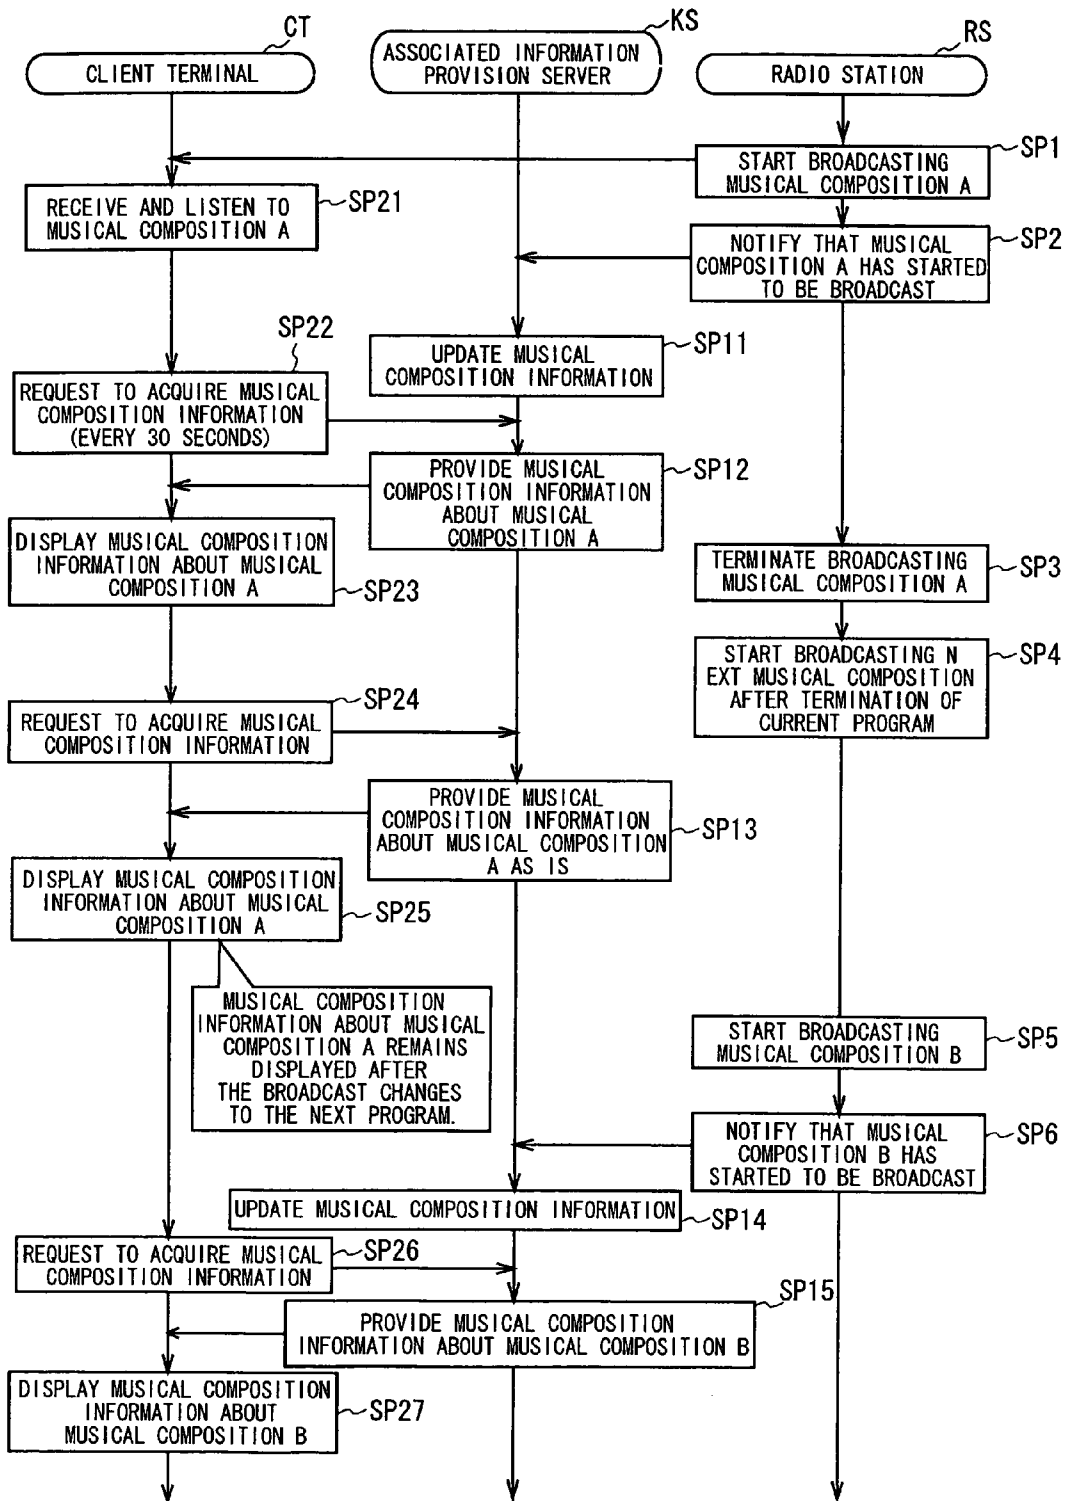 CT
CLIENT TERMINAL
KS
ASSOCIATED INFORMATION
PROVISION SERVER
RS
RADIO STATION
SP1
START BROADCASTING
MUSICAL COMPOSITION A
SP21
RECEIVE AND LISTEN TO
MUSICAL COMPOSITION A
SP2
NOTIFY THAT MUSICAL
COMPOSITION A HAS STARTED
TO BE BROADCAST
SP11
UPDATE MUSICAL
COMPOSITION INFORMATION
SP22
REQUEST TO ACQUIRE MUSICAL
COMPOSITION INFORMATION
(EVERY 30 SECONDS)
SP12
PROVIDE MUSICAL
COMPOSITION INFORMATION
ABOUT MUSICAL
COMPOSITION A
DISPLAY MUSICAL COMPOSITION
INFORMATION ABOUT MUSICAL
COMPOSITION A
SP23
TERMINATE BROADCASTING
MUSICAL COMPOSITION A
SP3
START BROADCASTING N
EXT MUSICAL COMPOSITION
AFTER TERMINATION OF
CURRENT PROGRAM
SP4
SP24
REQUEST TO ACQUIRE MUSICAL
COMPOSITION INFORMATION
PROVIDE MUSICAL
COMPOSITION INFORMATION
ABOUT MUSICAL COMPOSITION
A AS IS
SP13
DISPLAY MUSICAL COMPOSITION
INFORMATION ABOUT MUSICAL
COMPOSITION A
SP25
MUSICAL COMPOSITION
INFORMATION ABOUT MUSICAL
COMPOSITION A REMAINS
DISPLAYED AFTER
THE BROADCAST CHANGES
TO THE NEXT PROGRAM.
START BROADCASTING
MUSICAL COMPOSITION B
SP5
NOTIFY THAT MUSICAL
COMPOSITION B HAS
STARTED TO BE BROADCAST
SP6
UPDATE MUSICAL COMPOSITION INFORMATION
SP14
REQUEST TO ACQUIRE MUSICAL
COMPOSITION INFORMATION
SP26
SP15
PROVIDE MUSICAL COMPOSITION
INFORMATION ABOUT MUSICAL COMPOSITION B
DISPLAY MUSICAL COMPOSITION
INFORMATION ABOUT
MUSICAL COMPOSITION B
SP27